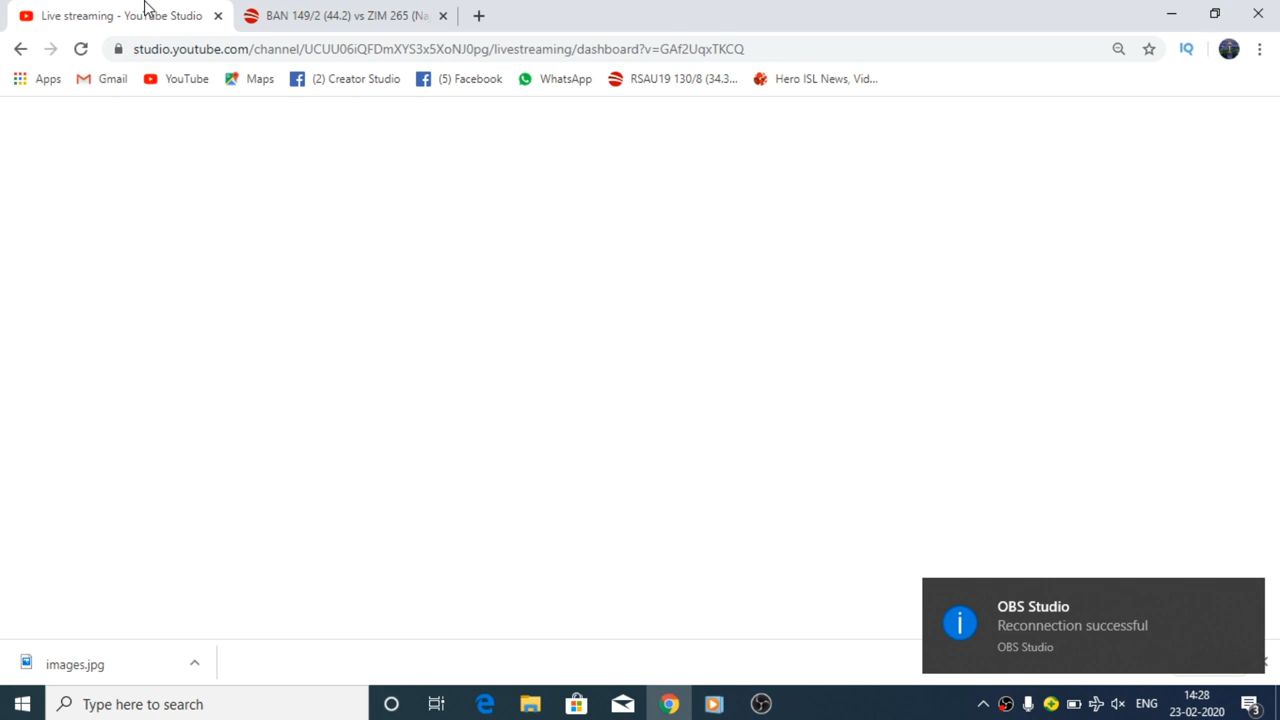 Live streaming - YouTube Studio
BAN 149/2 (44.2) vs ZIM 265 (Na
studio.youtube.com/channel/UCUU06iQFDmXYS3x5XoNJ0pg/livestreaming/dashboard?v=GAf2UqxTKCQ
IQ
Apps Gmail YouTube Maps (2) Creator Studio (5) Facebook WhatsApp RSAU19 130/8 (34.3... Hero ISL News, Vid...
OBS Studio
Reconnection successful
OBS Studio
images.jpg
Type here to search
ENG
14:28
23-02-2020
3